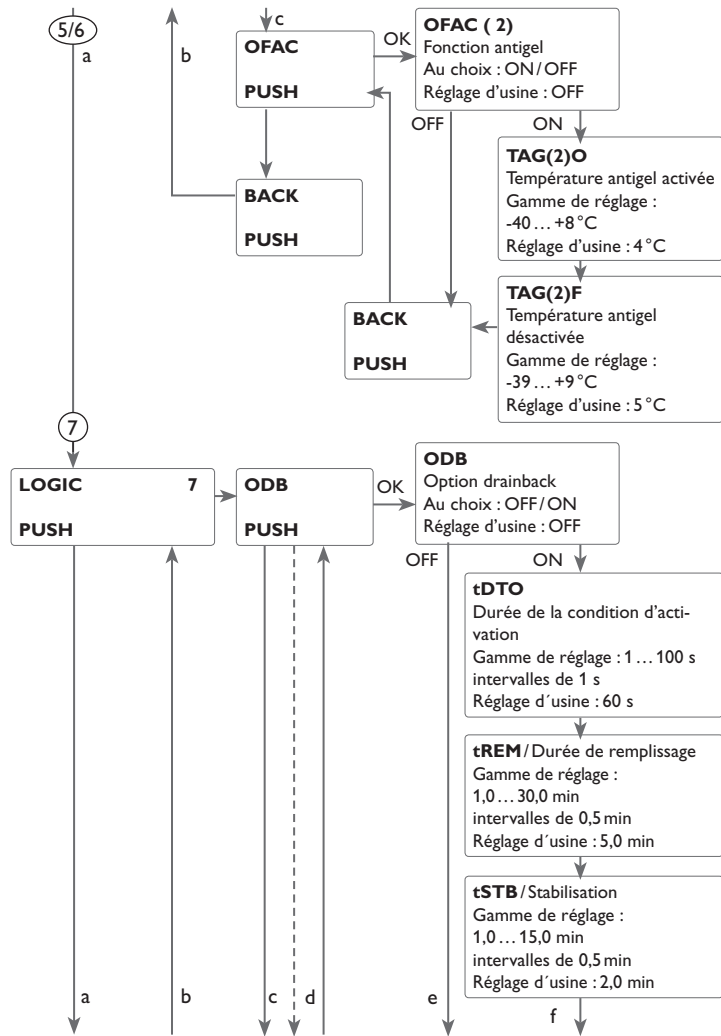 5/6
a
b
c
OFAC
PUSH
OK
OFAC ( 2)
Fonction antigel
Au choix : ON / OFF
Réglage d'usine : OFF
OFF
ON
BACK
PUSH
TAG(2)O
Température antigel activée
Gamme de réglage :
-40 … +8 °C
Réglage d'usine : 4 °C
TAG(2)F
Température antigel
désactivée
Gamme de réglage :
-39 … +9 °C
Réglage d'usine : 5 °C
BACK
PUSH
7
LOGIC 7
PUSH
ODB
PUSH
OK
ODB
Option drainback
Au choix : OFF / ON
Réglage d'usine : OFF
OFF
ON
tDTO
Durée de la condition d'acti-
vation
Gamme de réglage : 1 … 100 s
intervalles de 1 s
Réglage d´usine : 60 s
tREM / Durée de remplissage
Gamme de réglage :
1,0 … 30,0 min
intervalles de 0,5 min
Réglage d´usine : 5,0 min
tSTB / Stabilisation
Gamme de réglage :
1,0 … 15,0 min
intervalles de 0,5 min
Réglage d´usine : 2,0 min
a
b
c
d
e
f